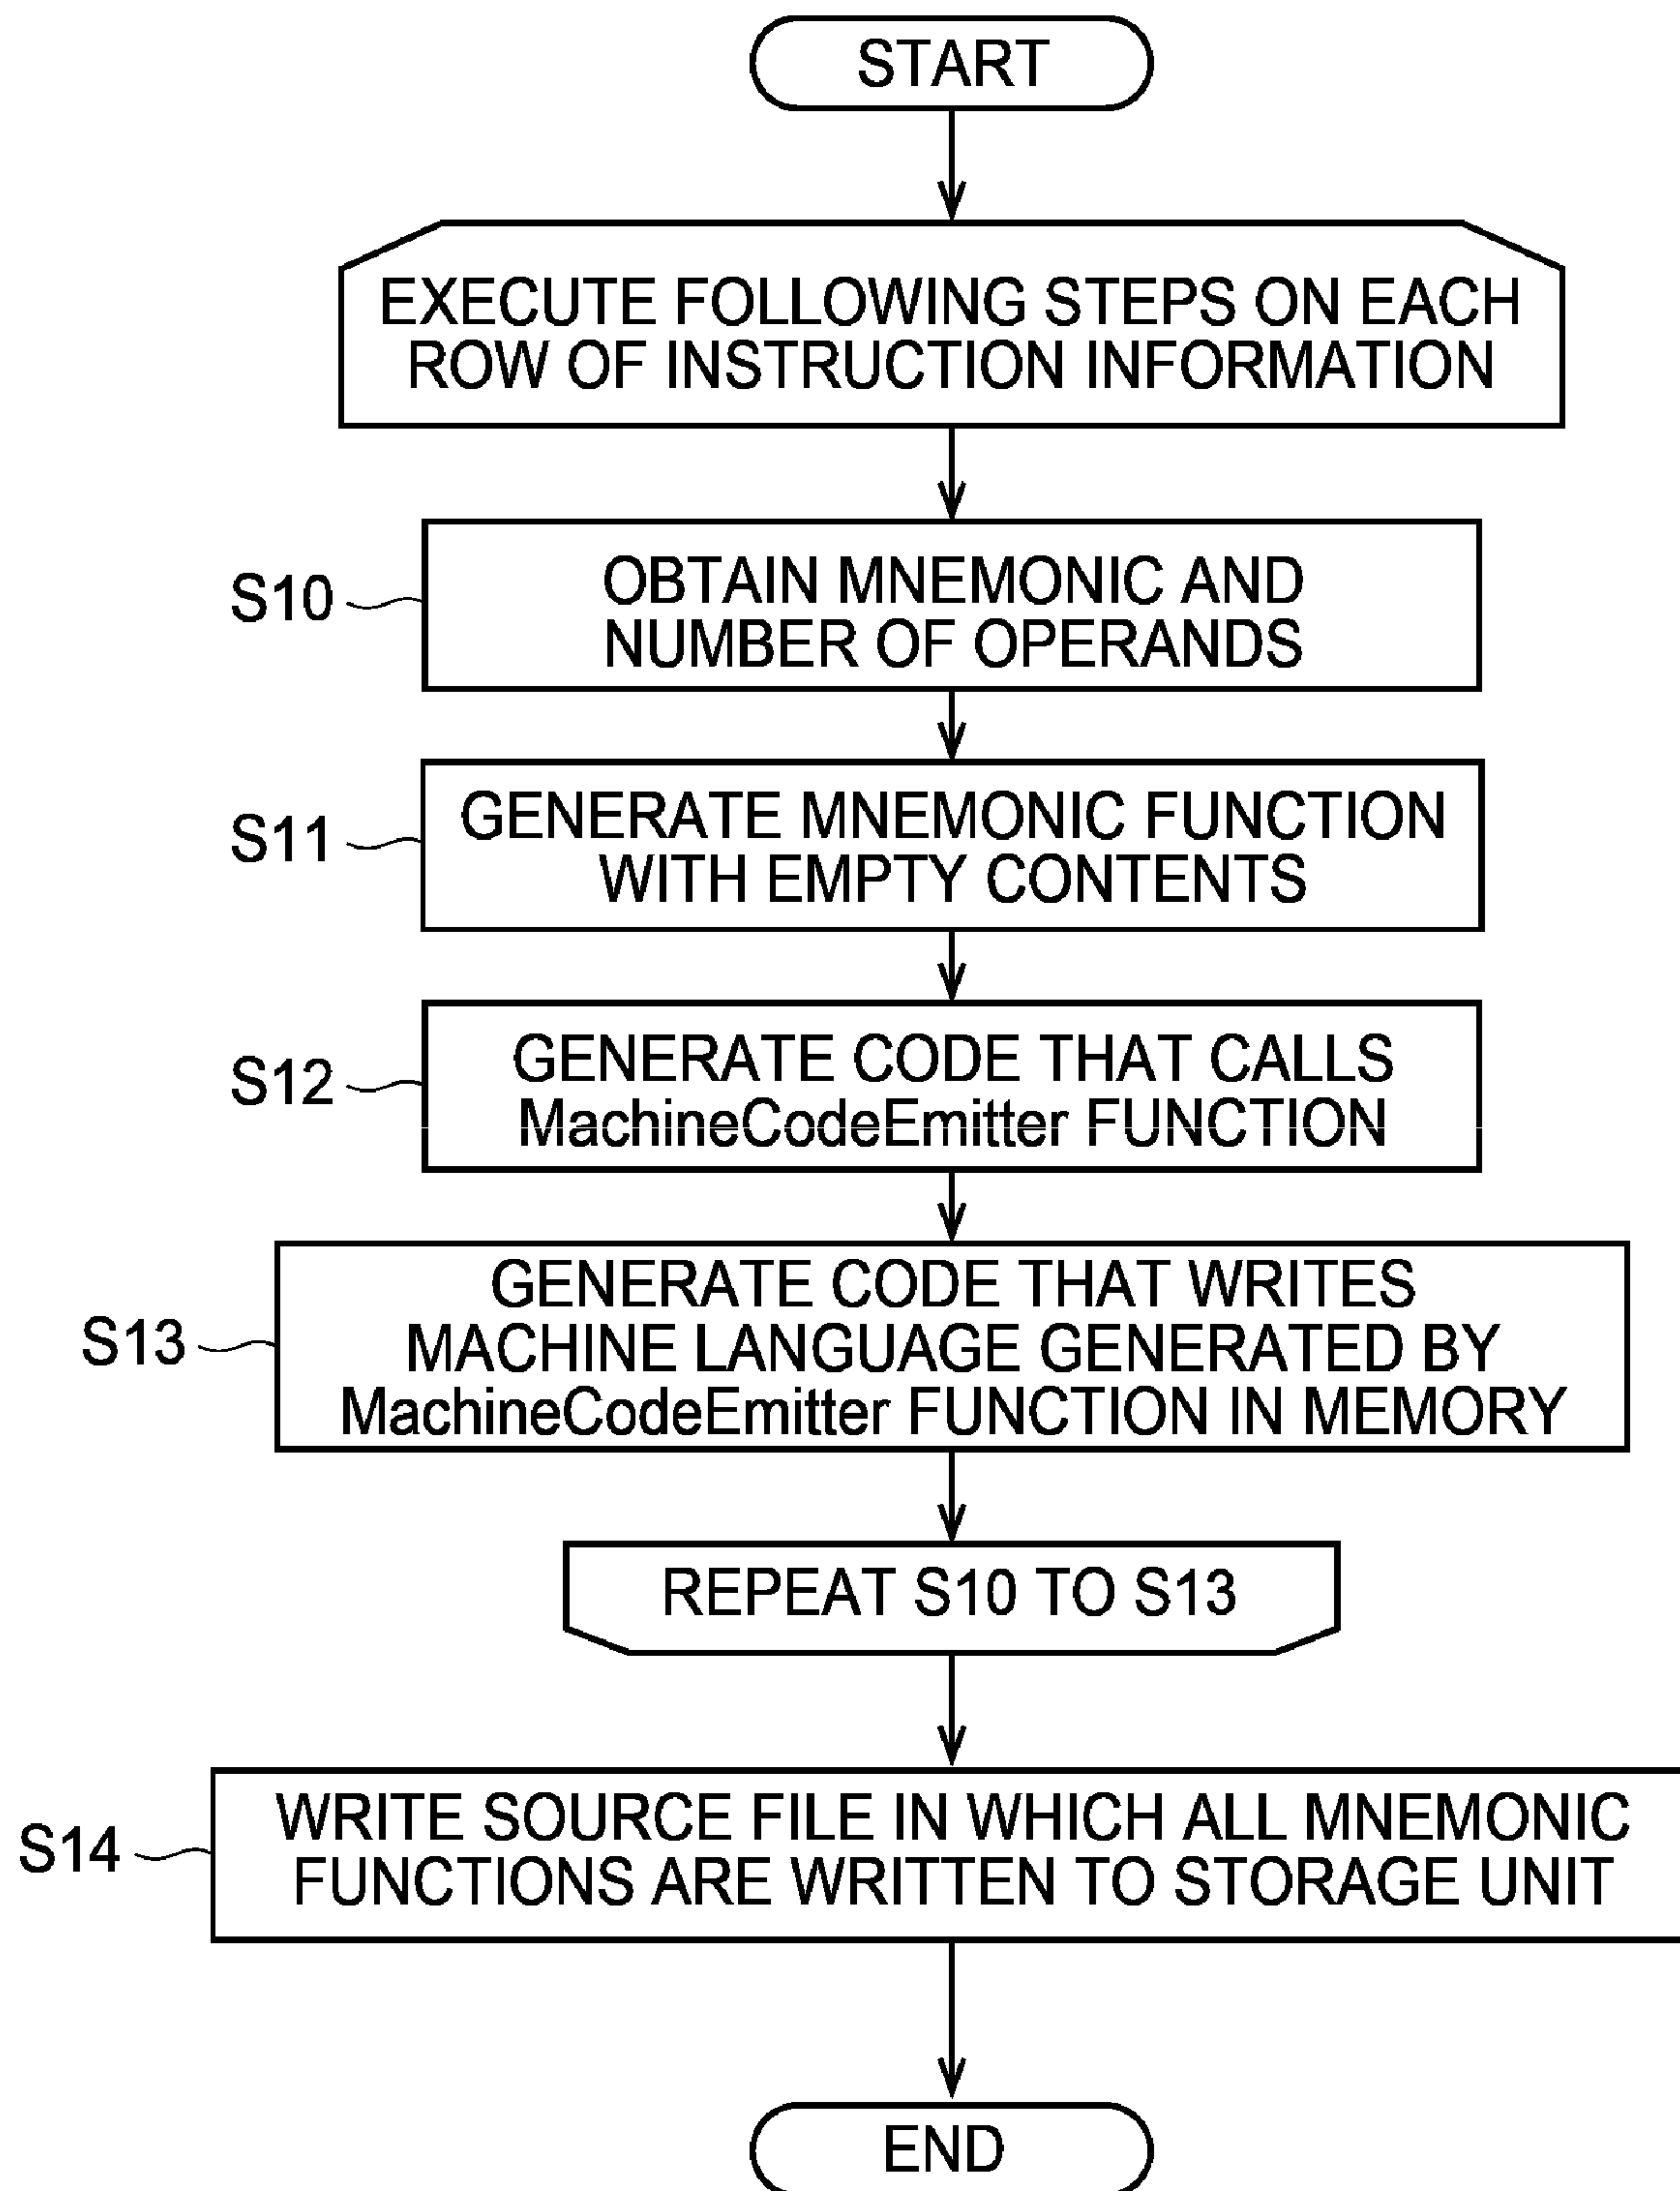 START
EXECUTE FOLLOWING STEPS ON EACH
ROW OF INSTRUCTION INFORMATION
S10
OBTAIN MNEMONIC AND
NUMBER OF OPERANDS
S11
GENERATE MNEMONIC FUNCTION
WITH EMPTY CONTENTS
S12
GENERATE CODE THAT CALLS
MachineCodeEmitter FUNCTION
S13
GENERATE CODE THAT WRITES
MACHINE LANGUAGE GENERATED BY
MachineCodeEmitter FUNCTION IN MEMORY
REPEAT S10 TO S13
S14
WRITE SOURCE FILE IN WHICH ALL MNEMONIC
FUNCTIONS ARE WRITTEN TO STORAGE UNIT
END